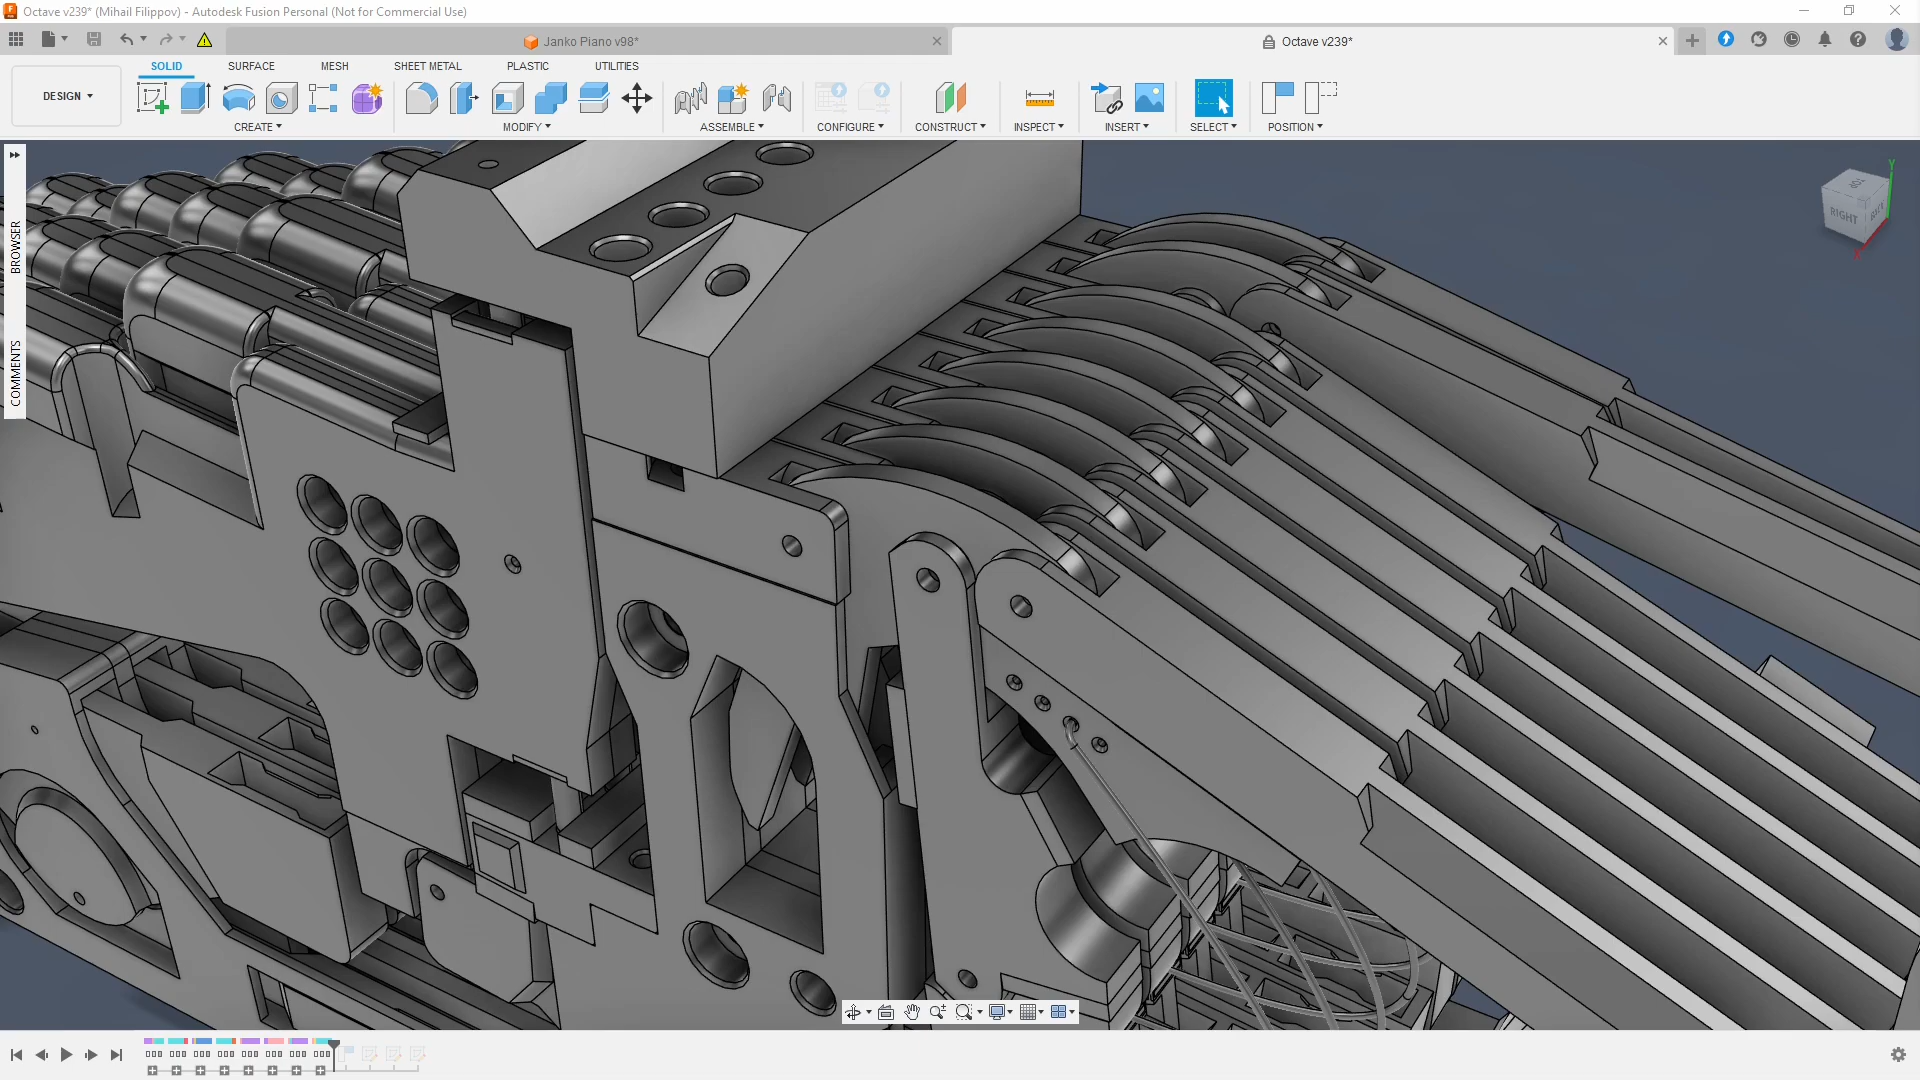 Octave v239* (Mihail Filippov) - Autodesk Fusion Personal (Not for Commercial Use)
Janko Piano v98*
Octave v239*
SOLID SURFACE MESH SHEET METAL PLASTIC UTILITIES
DESIGN
CREATE MODIFY ASSEMBLE CONFIGURE CONSTRUCT INSPECT INSERT SELECT POSITION
BROWSER
COMMENTS
Y
TOP
RIGHT